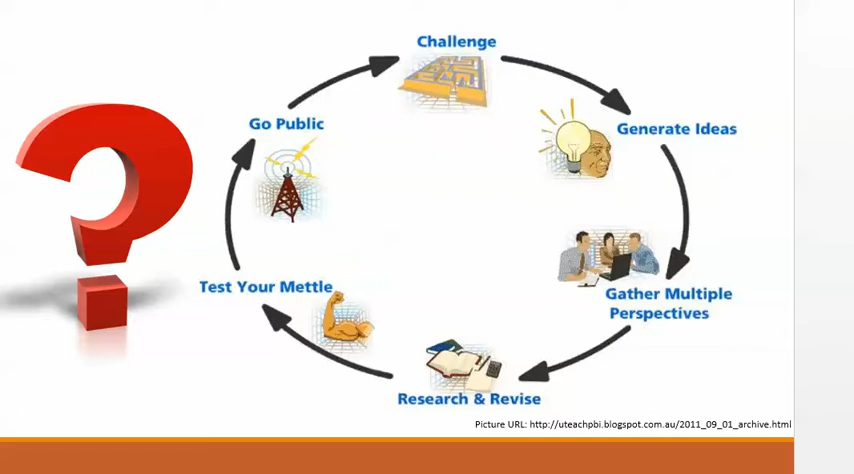 Challenge
Generate Ideas
Gather Multiple
Perspectives
Research & Revise
Test Your Mettle
Go Public
?
Picture URL: http://uteachpbi.blogspot.com.au/2011_09_01_archive.html